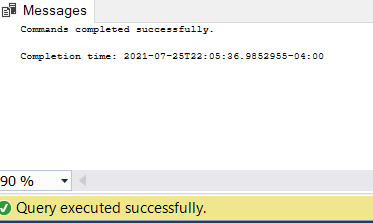 Messages
Commands completed successfully.
Completion time: 2021-07-25T22:05:36.9852955-04:00
90 %
Query executed successfully.